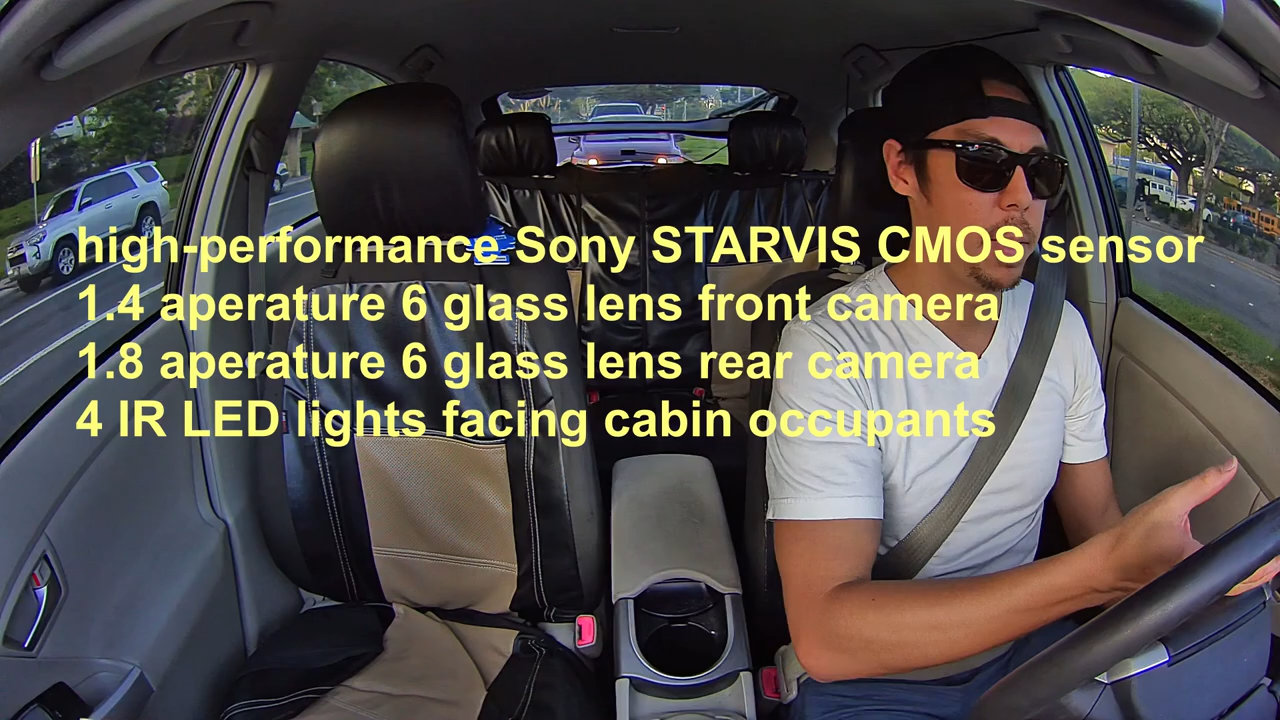 high-performance Sony STARVIS CMOS sensor
1.4 aperature 6 glass lens front camera
1.8 aperature 6 glass lens rear camera
4 IR LED lights facing cabin occupants